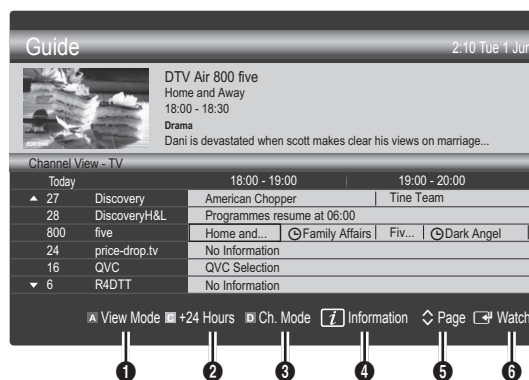 Guide 2:10 Tue 1 Jun
DTV Air 800 five
Home and Away
18:00 - 18:30
Drama
Dani is devastated when scott makes clear his views on marriage...
800 five
Channel View - TV
Today 18:00 - 19:00 19:00 - 20:00
▲ 27 Discovery American Chopper Tine Team
28 DiscoveryH&L Programmes resume at 06:00
800 five Home and... Family Affairs Fiv... Dark Angel
24 price-drop.tv No Information
16 QVC QVC Selection
▼ 6 R4DTT No Information
A View Mode C +24 Hours D Ch. Mode i Information Page Watch
1 2 3 4 5 6